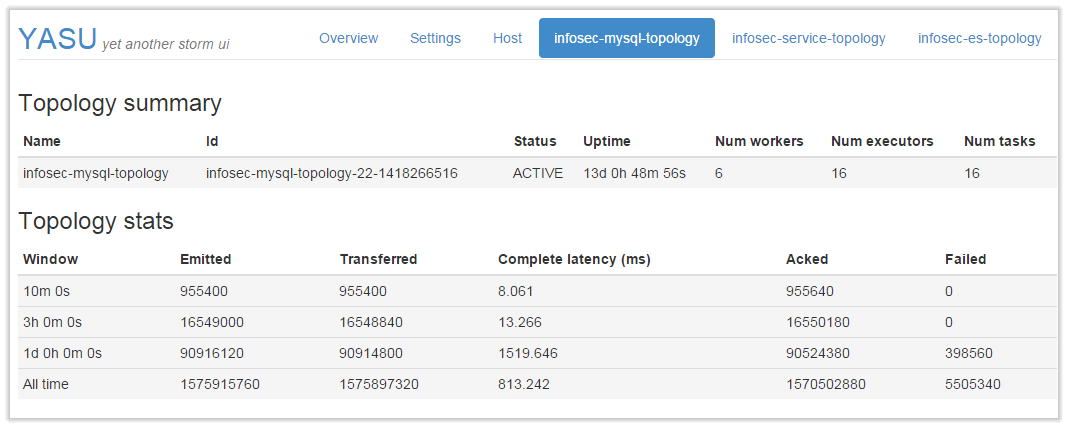 YASU yet another storm ui Overview Settings Host infosec-mysql-topology infosec-service-topology infosec-es-topology
Topology summary
Name Id Status Uptime Num workers Num executors Num tasks
infosec-mysql-topology infosec-mysql-topology-22-1418266516 ACTIVE 13d 0h 48m 56s 6 16 16
Topology stats
Window Emitted Transferred Complete latency (ms) Acked Failed
10m 0s 955400 955400 8.061 955640 0
3h 0m 0s 16549000 16548840 13.266 16550180 0
1d 0h 0m 0s 90916120 90914800 1519.646 90524380 398560
All time 1575915760 1575897320 813.242 1570502880 5505340